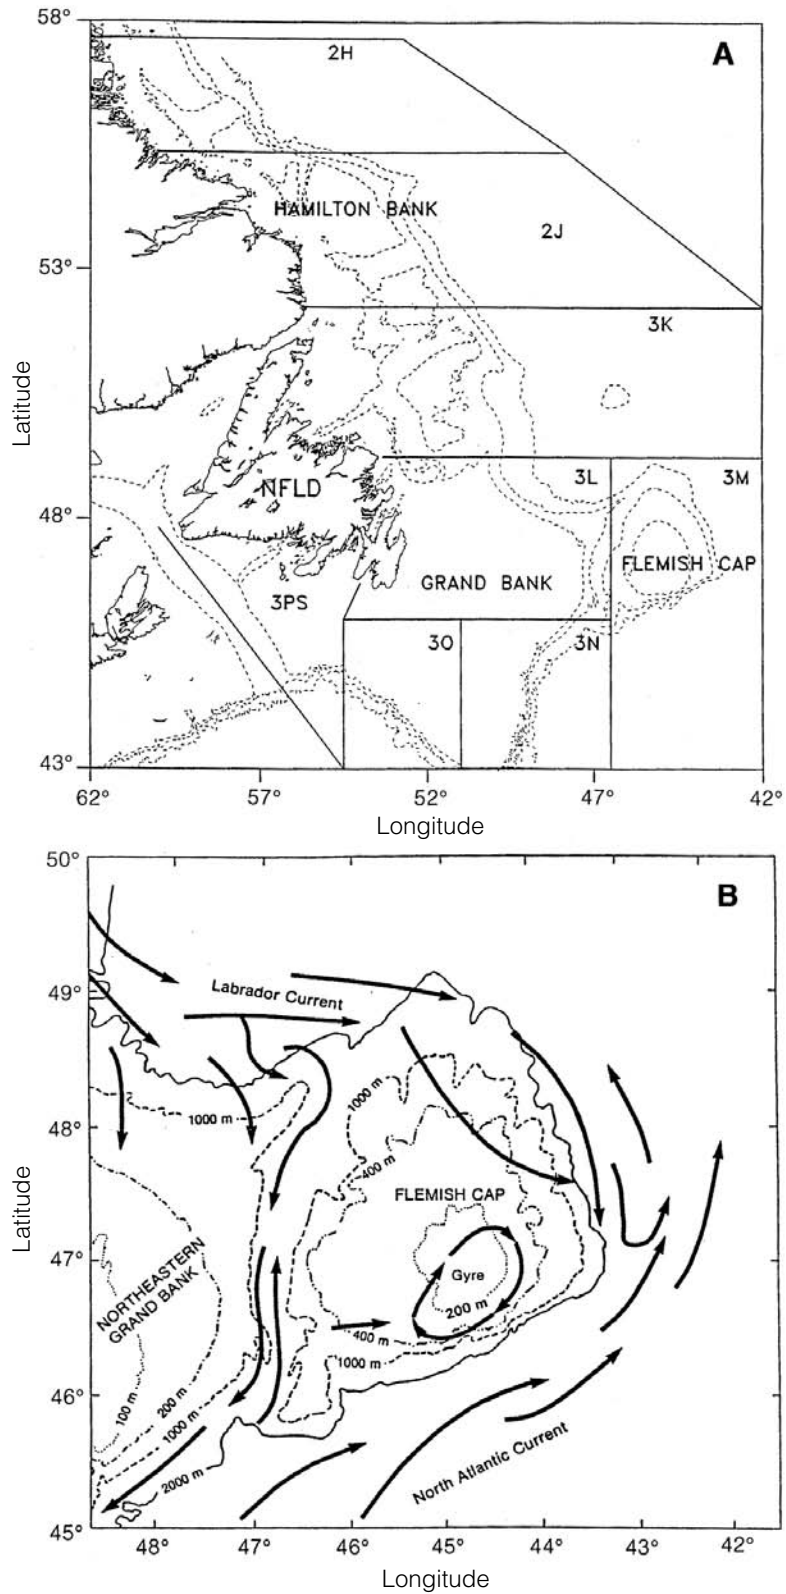 58°
2H
A
HAMILTON BANK
2J
53°
3K
Latitude
3L
3M
NFLD
48°
FLEMISH CAP
GRAND BANK
3PS
3O
3N
43°
62°
57°
52°
47°
42°
Longitude
50°
B
49°
Labrador Current
1000 m
1000 m
48°
400 m
FLEMISH CAP
Latitude
47°
NORTHEASTERN
GRAND BANK
Gyre
200 m
400 m
1000 m
46°
100 m
200 m
1000 m
2000 m
North Atlantic Current
45°
48°
47°
46°
45°
44°
43°
42°
Longitude